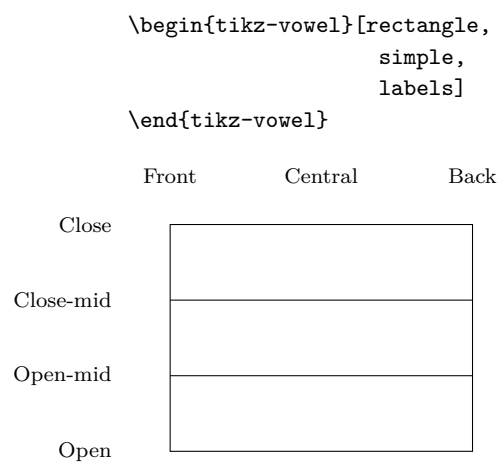 \begin{tikz-vowel}[rectangle,
simple,
labels]
\end{tikz-vowel}
Front Central Back
Close
Close-mid
Open-mid
Open